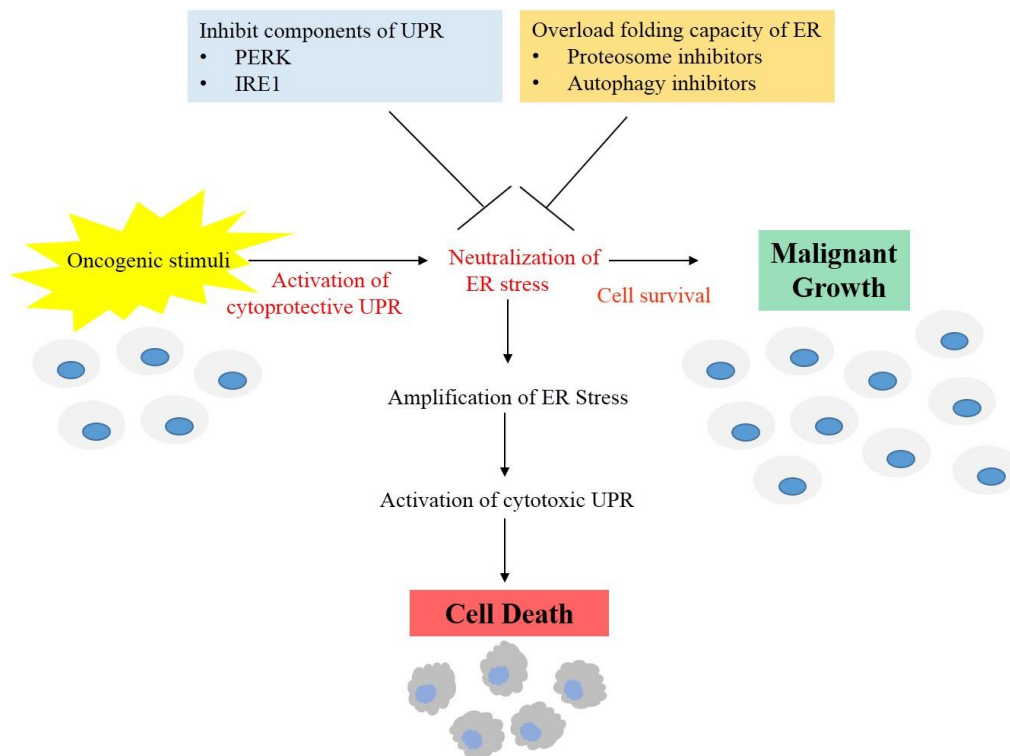 Inhibit components of UPR
• PERK
• IRE1
Overload folding capacity of ER
• Proteosome inhibitors
• Autophagy inhibitors
Oncogenic stimuli
Activation of
cytoprotective UPR
Neutralization of
ER stress
Cell survival
Malignant
Growth
Amplification of ER Stress
Activation of cytotoxic UPR
Cell Death